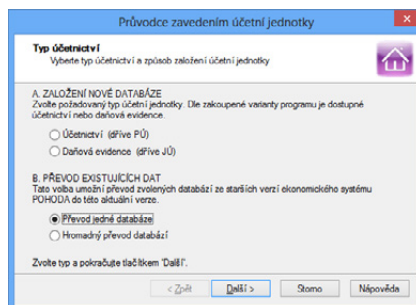 Průvodce zavedením účetní jednotky
Typ účetnictví
Vyberte typ účetnictví a způsob založení účetní jednotky
A. ZALOŽENÍ NOVÉ DATABÁZE
Zvolte požadovaný typ účetní jednotky. Dle zakoupené varianty programu je dostupné
účetnictví nebo daňová evidence.
Účetnictví (dříve PÚ)
Daňová evidence (dříve JÚ)
B. PŘEVOD EXISTUJÍCÍCH DAT
Tato volba umožní převod zvolených databází ze starších verzí ekonomického systému
POHODA do této aktuální verze.
Převod jedné databáze
Hromadný převod databází
Zvolte typ a pokračujte tlačítkem 'Další'.
< Zpět Další > Storno Nápověda